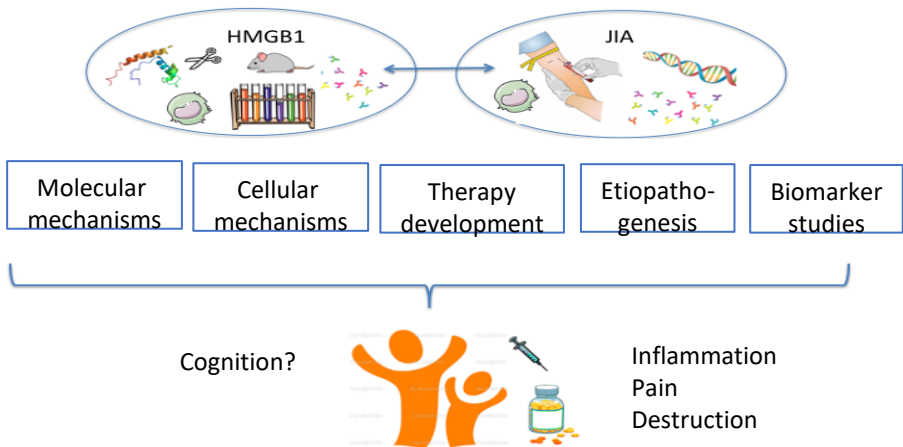 HMGB1
JIA
Molecular
mechanisms
Cellular
mechanisms
Therapy
development
Etiopatho-
genesis
Biomarker
studies
Cognition?
Inflammation
Pain
Destruction